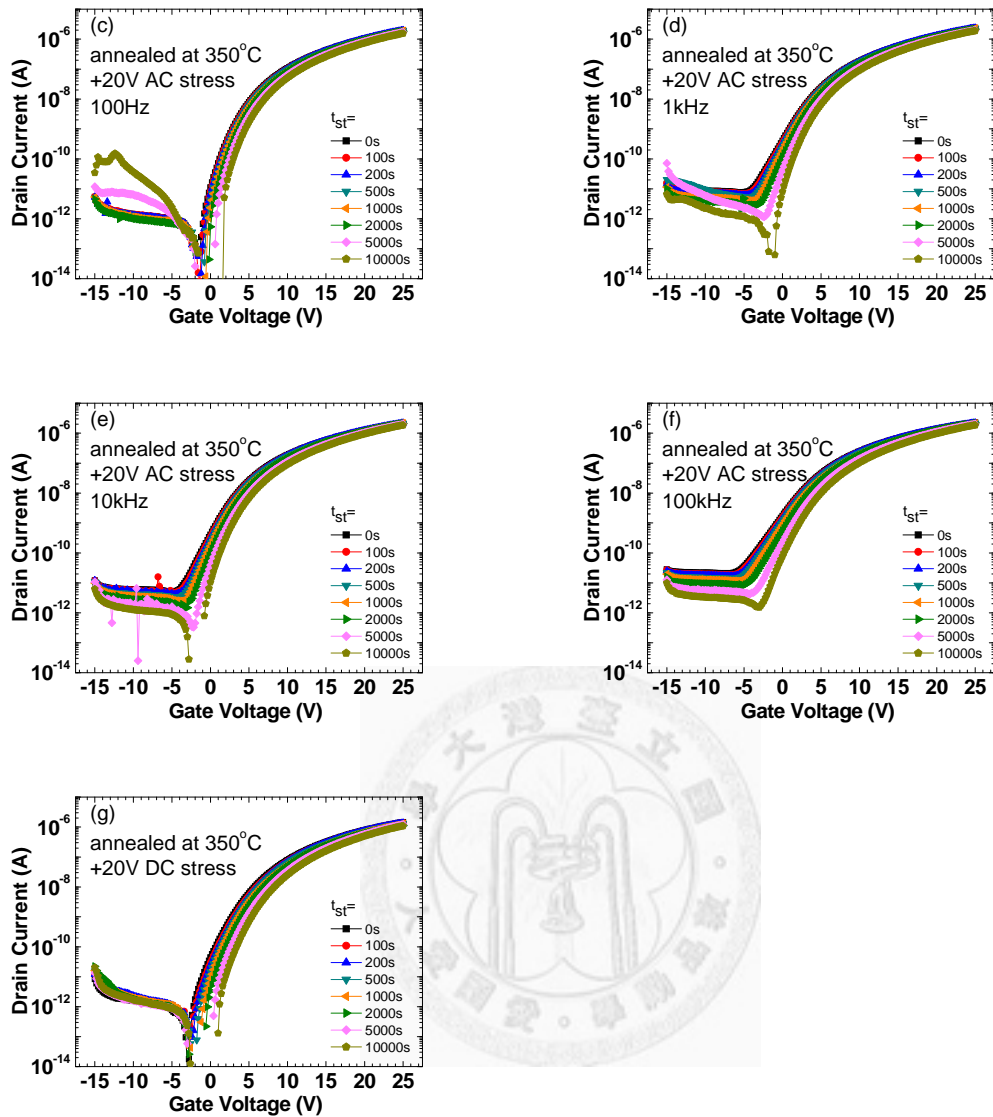 (c)
annealed at 350°C
+20V AC stress
100Hz
t_st=
0s
100s
200s
500s
1000s
2000s
5000s
10000s
Drain Current (A)
10^-6
10^-8
10^-10
10^-12
10^-14
-15 -10 -5 0 5 10 15 20 25
Gate Voltage (V)
(d)
annealed at 350°C
+20V AC stress
1kHz
t_st=
0s
100s
200s
500s
1000s
2000s
5000s
10000s
Drain Current (A)
10^-6
10^-8
10^-10
10^-12
10^-14
-15 -10 -5 0 5 10 15 20 25
Gate Voltage (V)
(e)
annealed at 350°C
+20V AC stress
10kHz
t_st=
0s
100s
200s
500s
1000s
2000s
5000s
10000s
Drain Current (A)
10^-6
10^-8
10^-10
10^-12
10^-14
-15 -10 -5 0 5 10 15 20 25
Gate Voltage (V)
(f)
annealed at 350°C
+20V AC stress
100kHz
t_st=
0s
100s
200s
500s
1000s
2000s
5000s
10000s
Drain Current (A)
10^-6
10^-8
10^-10
10^-12
10^-14
-15 -10 -5 0 5 10 15 20 25
Gate Voltage (V)
(g)
annealed at 350°C
+20V DC stress
t_st=
0s
100s
200s
500s
1000s
2000s
5000s
10000s
Drain Current (A)
10^-6
10^-8
10^-10
10^-12
10^-14
-15 -10 -5 0 5 10 15 20 25
Gate Voltage (V)